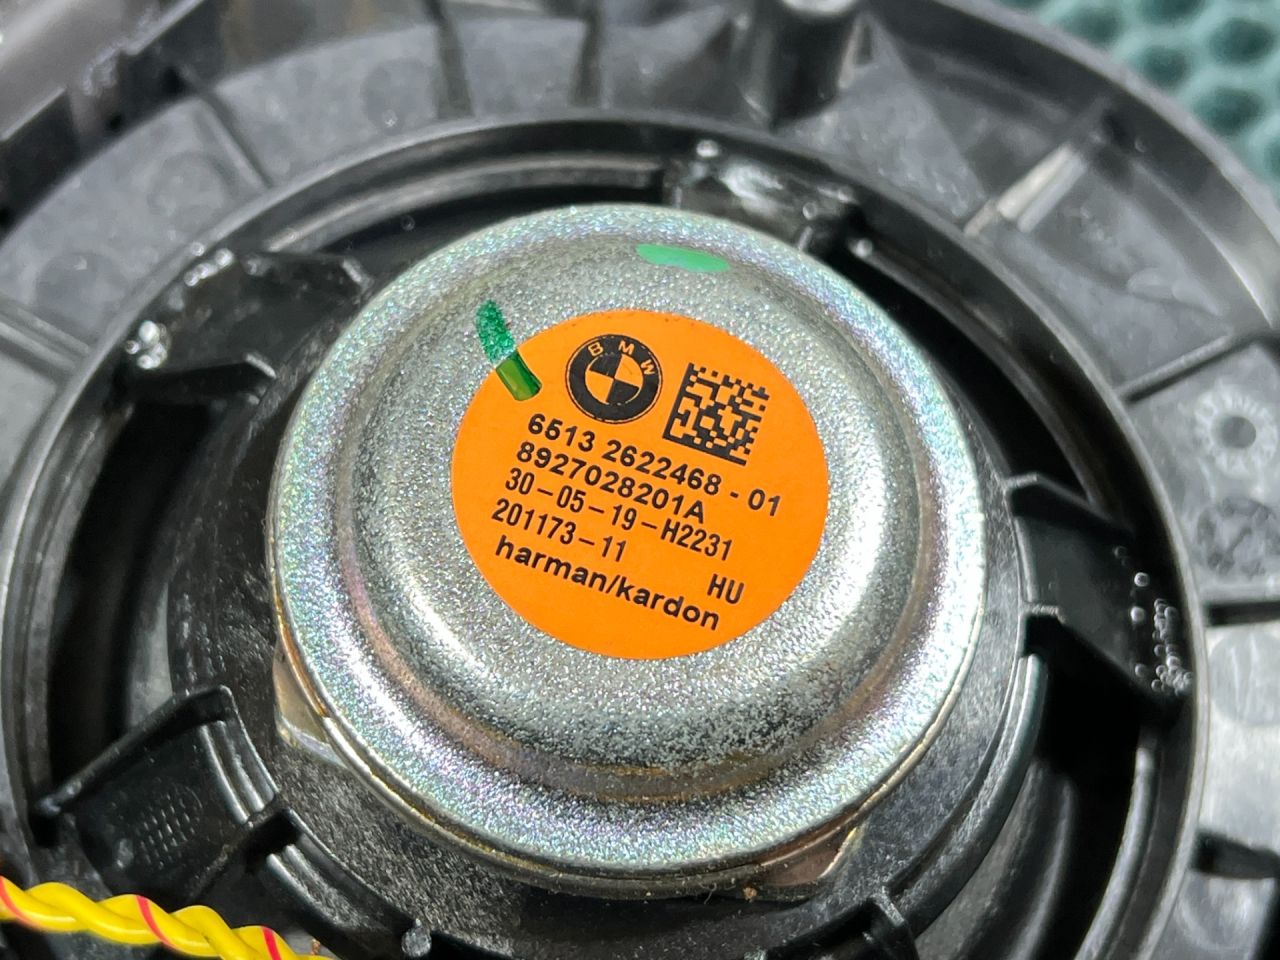 BMW
6513 2622468 - 01
8927028201A
30-05-19-H2231
201173-11 HU
harman/kardon